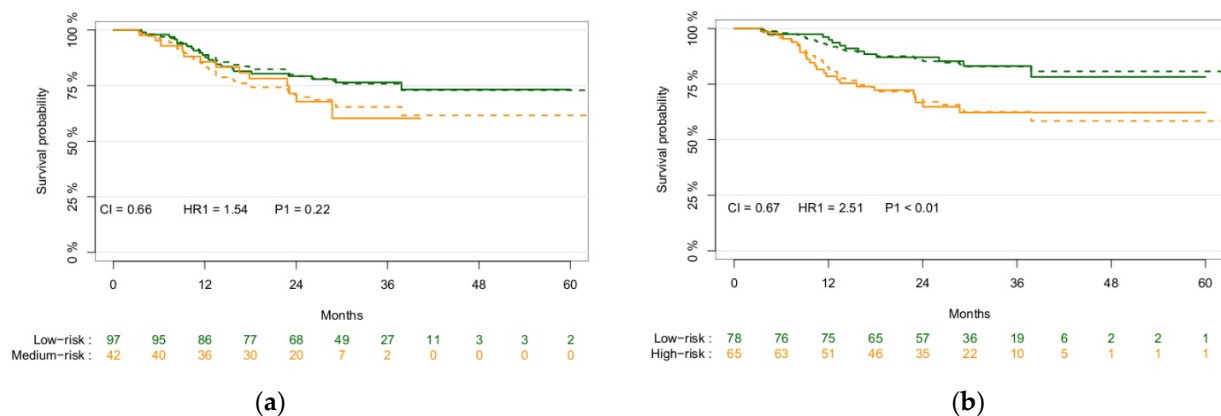 100 %
75 %
50 %
25 %
0 %
Survival probability
CI = 0.66 HR1 = 1.54 P1 = 0.22
0 12 24 36 48 60
Months
Low−risk : 97 95 86 77 68 49 27 11 3 3 2
Medium−risk : 42 40 36 30 20 7 2 0 0 0 0
(a)
100 %
75 %
50 %
25 %
0 %
Survival probability
CI = 0.67 HR1 = 2.51 P1 < 0.01
0 12 24 36 48 60
Months
Low−risk : 78 76 75 65 57 36 19 6 2 2 1
High−risk : 65 63 51 46 35 22 10 5 1 1 1
(b)